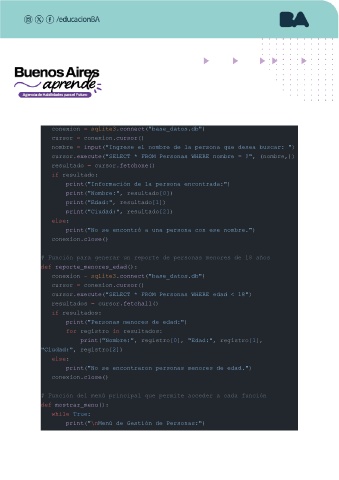 /educacionBA
BA
Buenos Aires
aprende
Agencia de Habilidades para el Futuro
conexion = sqlite3.connect("base_datos.db")
cursor = conexion.cursor()
nombre = input("Ingrese el nombre de la persona que desea buscar: ")
cursor.execute("SELECT * FROM Personas WHERE nombre = ?", (nombre,))
resultado = cursor.fetchone()
if resultado:
print("Información de la persona encontrada:")
print("Nombre:", resultado[0])
print("Edad:", resultado[1])
print("Ciudad:", resultado[2])
else:
print("No se encontró a una persona con ese nombre.")
conexion.close()
# Función para generar un reporte de personas menores de 18 años
def reporte_menores_edad():
conexion = sqlite3.connect("base_datos.db")
cursor = conexion.cursor()
cursor.execute("SELECT * FROM Personas WHERE edad < 18")
resultados = cursor.fetchall()
if resultados:
print("Personas menores de edad:")
for registro in resultados:
print("Nombre:", registro[0], "Edad:", registro[1],
"Ciudad:", registro[2])
else:
print("No se encontraron personas menores de edad.")
conexion.close()
# Función del menú principal que permite acceder a cada función
def mostrar_menu():
while True:
print("\nMenú de Gestión de Personas:")